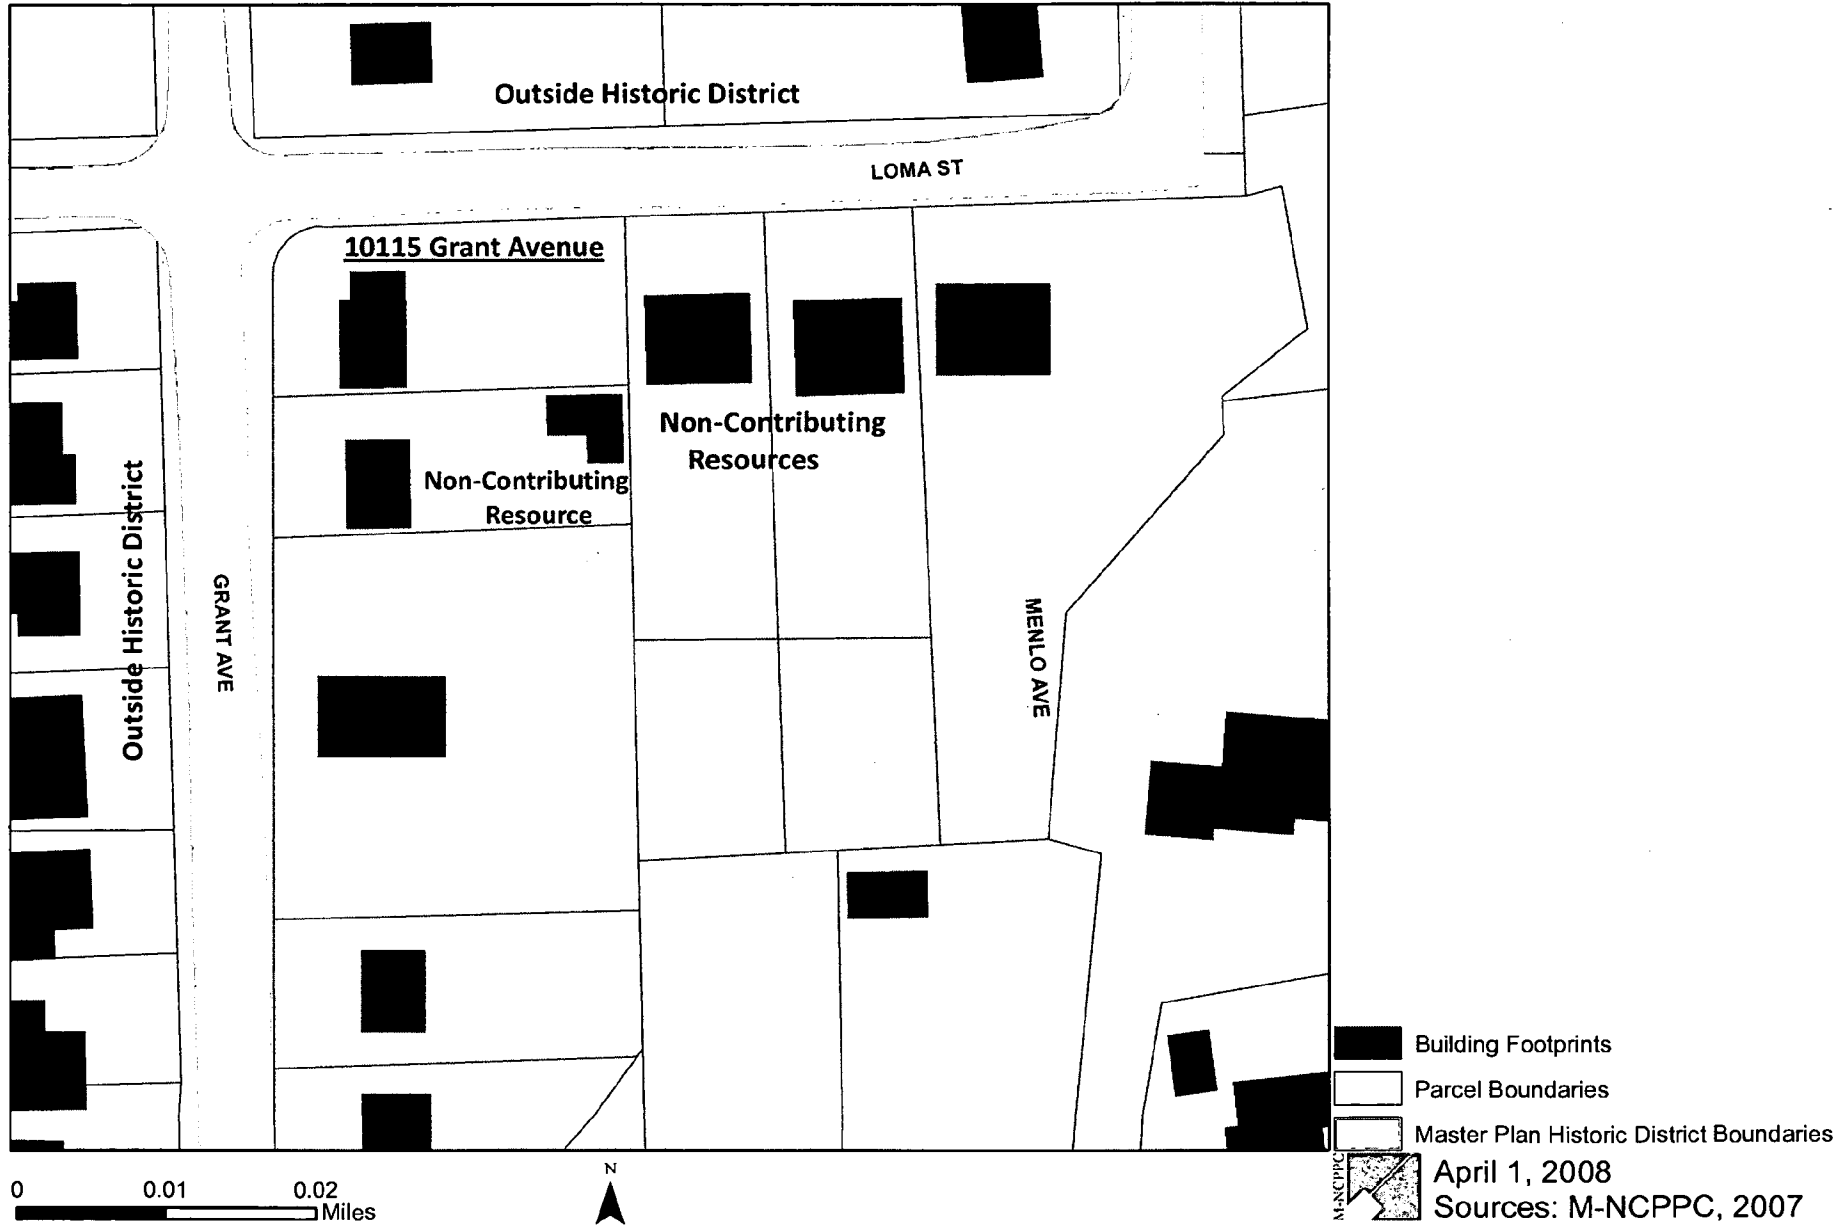 Outside Historic District
LOMA ST
10115 Grant Avenue
Non-Contributing
Resources
Non-Contributing
Resource
Outside Historic District
GRANT AVE
MENLO AVE
Building Footprints
Parcel Boundaries
Master Plan Historic District Boundaries
M-NCPPC
April 1, 2008
Sources: M-NCPPC, 2007
N
0 0.01 0.02
Miles